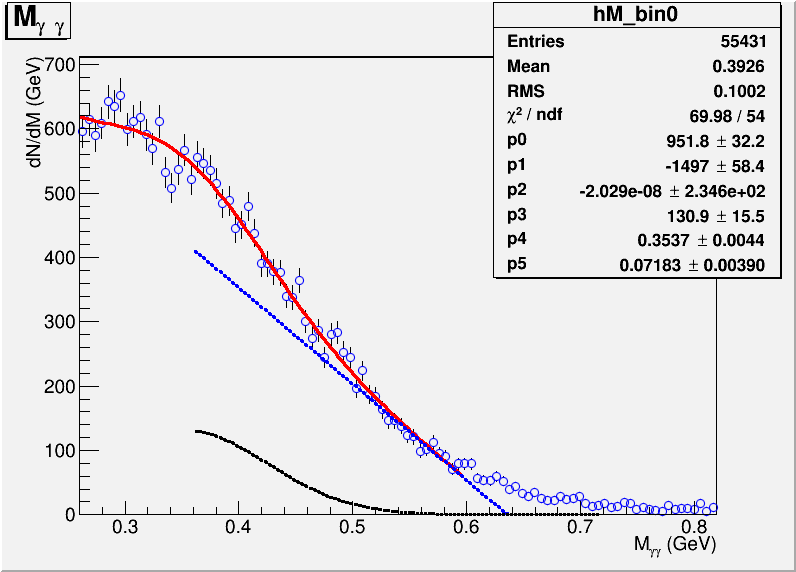 M γ γ
hM_bin0
Entries 55431
Mean 0.3926
RMS 0.1002
χ² / ndf 69.98 / 54
p0 951.8 ± 32.2
p1 -1497 ± 58.4
p2 -2.029e-08 ± 2.346e+02
p3 130.9 ± 15.5
p4 0.3537 ± 0.0044
p5 0.07183 ± 0.00390
dN/dM (GeV)
700
600
500
400
300
200
100
0
0.3 0.4 0.5 0.6 0.7 0.8
Mγγ (GeV)